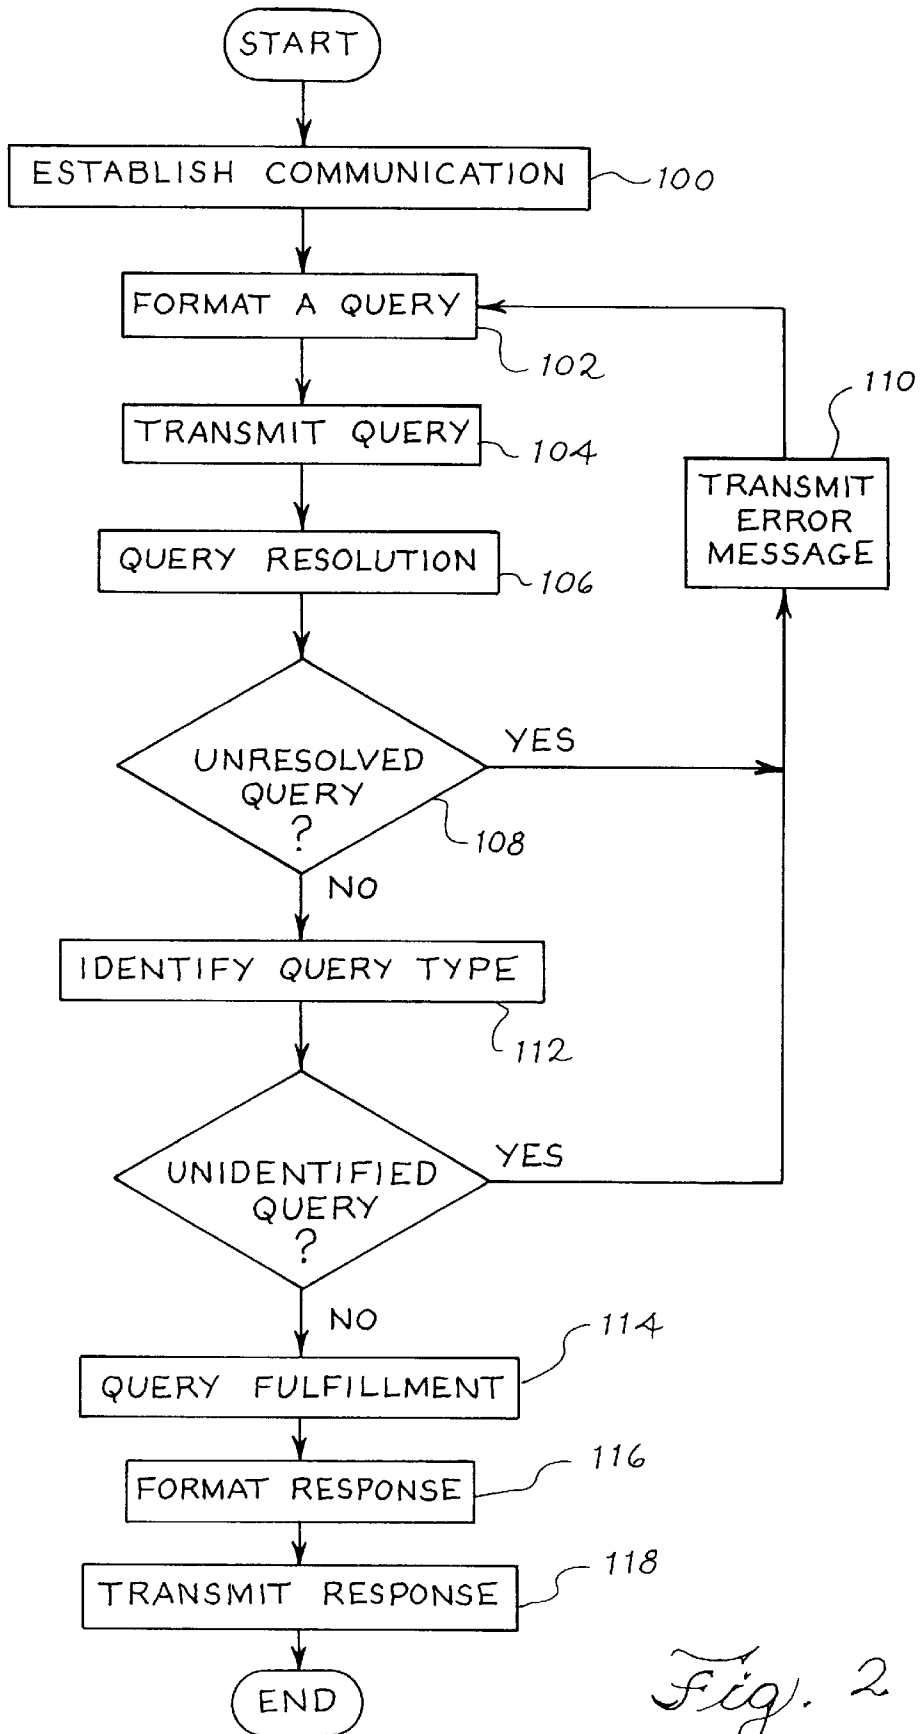 START
ESTABLISH COMMUNICATION
100
FORMAT A QUERY
102
TRANSMIT QUERY
104
110
TRANSMIT
ERROR
MESSAGE
QUERY RESOLUTION
106
YES
UNRESOLVED
QUERY
?
108
NO
IDENTIFY QUERY TYPE
112
YES
UNIDENTIFIED
QUERY
?
NO
114
QUERY FULFILLMENT
116
FORMAT RESPONSE
118
TRANSMIT RESPONSE
END
Fig. 2